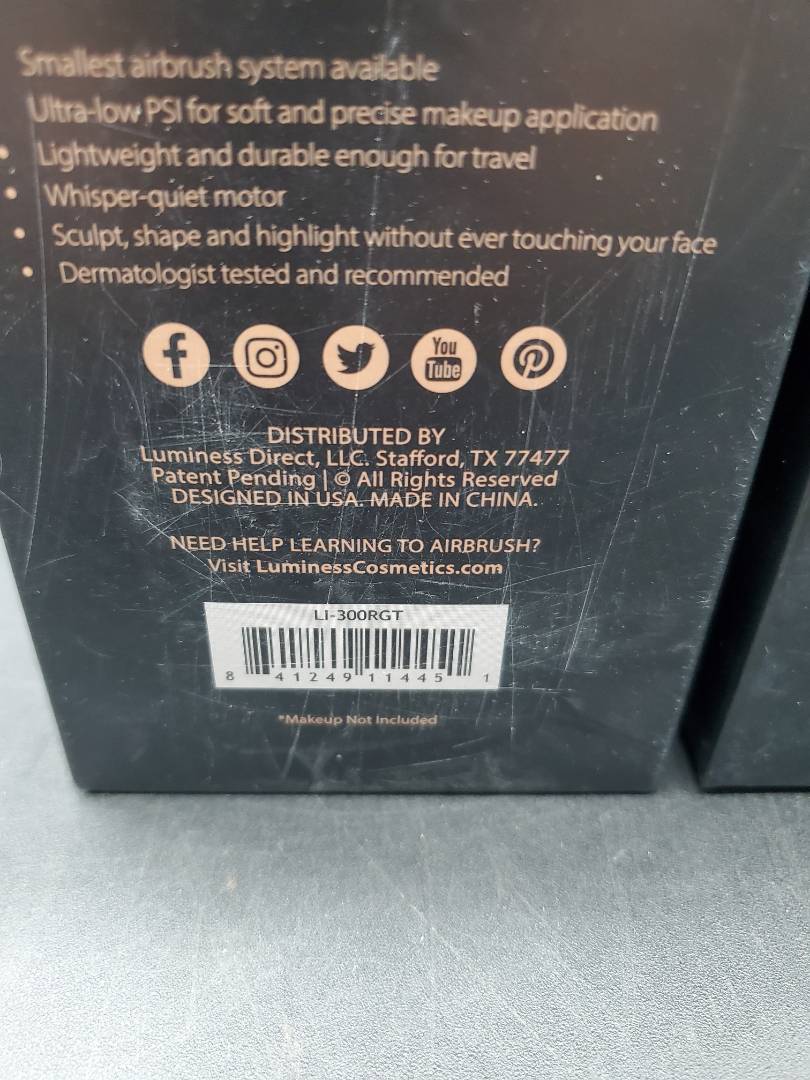 Smallest airbrush system available
Ultra-low PSI for soft and precise makeup application
• Lightweight and durable enough for travel
• Whisper-quiet motor
• Sculpt, shape and highlight without ever touching your face
• Dermatologist tested and recommended
f You Tube
DISTRIBUTED BY
Luminess Direct, LLC. Stafford, TX 77477
Patent Pending | © All Rights Reserved
DESIGNED IN USA. MADE IN CHINA.
NEED HELP LEARNING TO AIRBRUSH?
Visit LuminessCosmetics.com
Li-300RGT
8 41249 11445 1
*Makeup Not Included